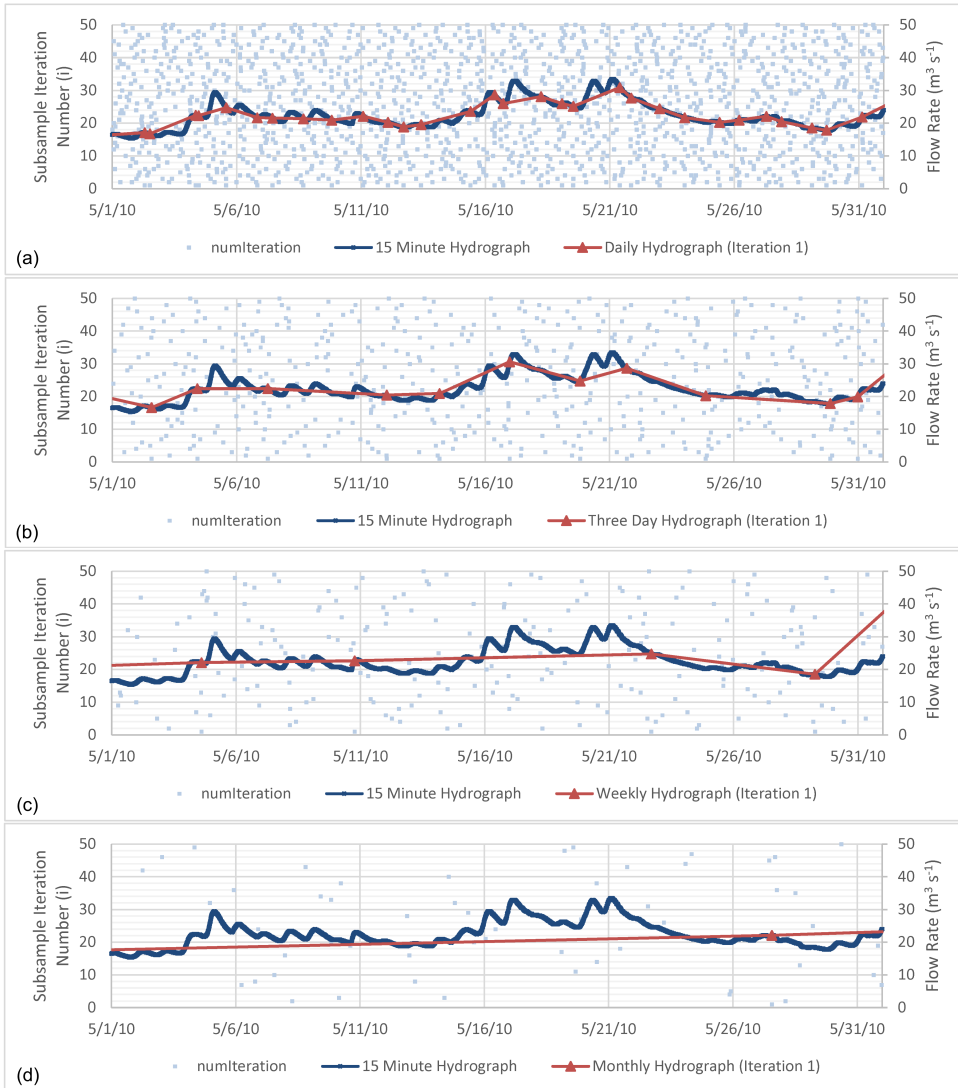 Subsample Iteration
Number (i)
50
40
30
20
10
0
50
40
30
20
10
0
Flow Rate (m³ s⁻¹)
5/1/10 5/6/10 5/11/10 5/16/10 5/21/10 5/26/10 5/31/10
numIteration 15 Minute Hydrograph Daily Hydrograph (Iteration 1)
(a)
Subsample Iteration
Number (i)
50
40
30
20
10
0
50
40
30
20
10
0
Flow Rate (m³ s⁻¹)
5/1/10 5/6/10 5/11/10 5/16/10 5/21/10 5/26/10 5/31/10
numIteration 15 Minute Hydrograph Three Day Hydrograph (Iteration 1)
(b)
Subsample Iteration
Number (i)
50
40
30
20
10
0
50
40
30
20
10
0
Flow Rate (m³ s⁻¹)
5/1/10 5/6/10 5/11/10 5/16/10 5/21/10 5/26/10 5/31/10
numIteration 15 Minute Hydrograph Weekly Hydrograph (Iteration 1)
(c)
Subsample Iteration
Number (i)
50
40
30
20
10
0
50
40
30
20
10
0
Flow Rate (m³ s⁻¹)
5/1/10 5/6/10 5/11/10 5/16/10 5/21/10 5/26/10 5/31/10
numIteration 15 Minute Hydrograph Monthly Hydrograph (Iteration 1)
(d)